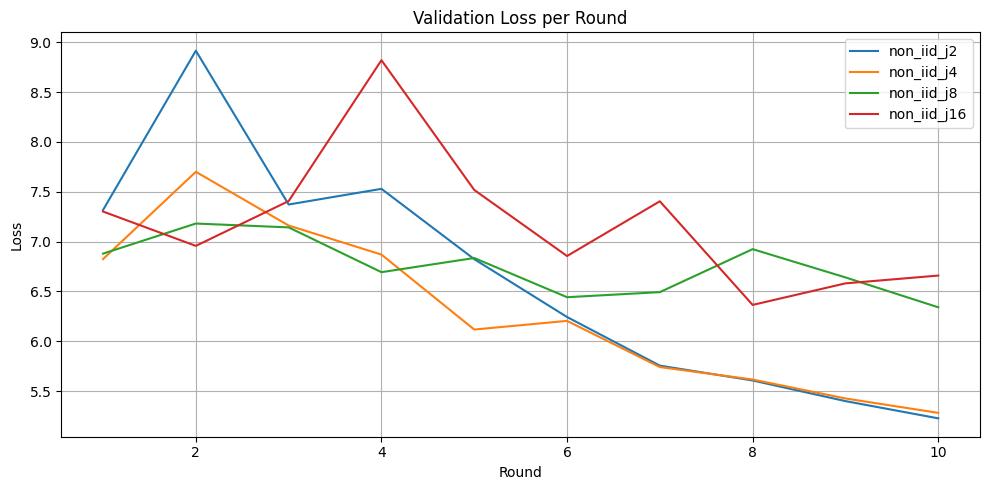 Validation Loss per Round
non_iid_j2
non_iid_j4
non_iid_j8
non_iid_j16
Loss
9.0
8.5
8.0
7.5
7.0
6.5
6.0
5.5
2 4 6 8 10
Round